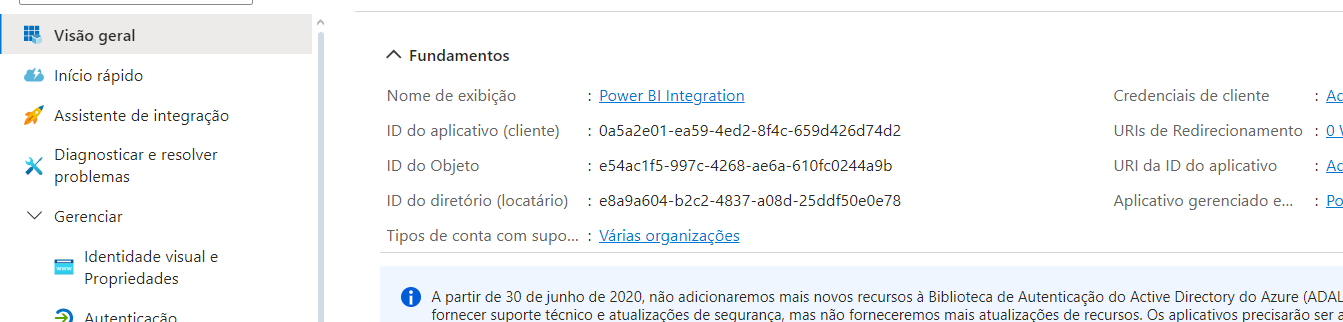 Visão geral
Início rápido
Assistente de integração
Diagnosticar e resolver
problemas
Gerenciar
Identidade visual e
Propriedades
Autenticação
Fundamentos
Nome de exibição : Power BI Integration
ID do aplicativo (cliente) : 0a5a2e01-ea59-4ed2-8f4c-659d426d74d2
ID do Objeto : e54ac1f5-997c-4268-ae6a-610fc0244a9b
ID do diretório (locatário) : e8a9a604-b2c2-4837-a08d-25ddf50e0e78
Tipos de conta com supo... : Várias organizações
Credenciais de cliente : Ac
URIs de Redirecionamento : 0 W
URI da ID do aplicativo : Ac
Aplicativo gerenciado e... : Po
A partir de 30 de junho de 2020, não adicionaremos mais novos recursos à Biblioteca de Autenticação do Active Directory do Azure (ADAL
fornecer suporte técnico e atualizações de segurança, mas não forneceremos mais atualizações de recursos. Os aplicativos precisarão ser a